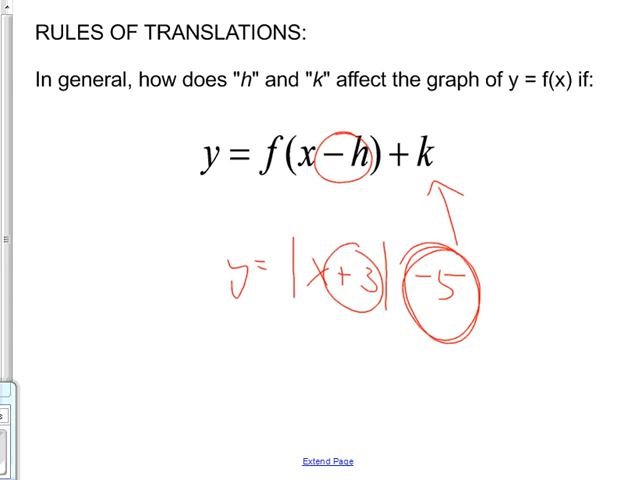 RULES OF TRANSLATIONS:
In general, how does "h" and "k" affect the graph of y = f(x) if:
y = f(x − h) + k
y = |x + 3| − 5
s
Extend Page